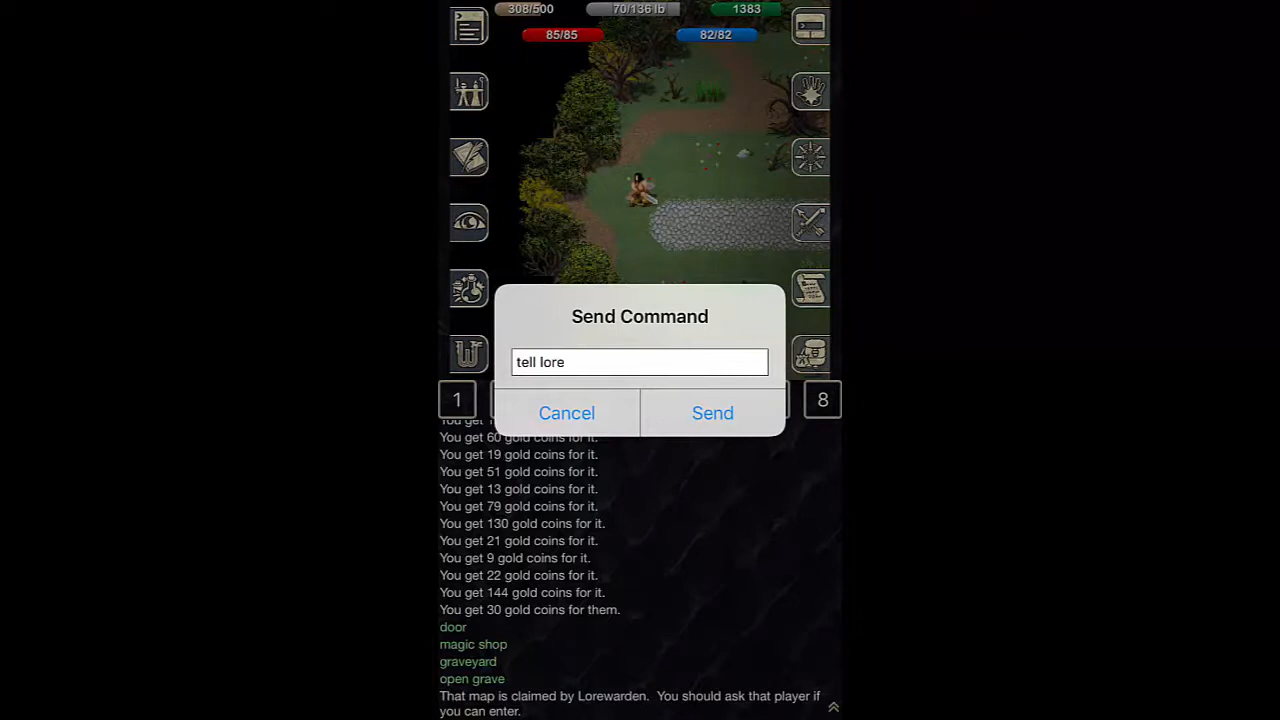 308/500 70/136 lb 1383
85/85 82/82
Send Command
tell lore
Cancel Send
1 8
You get
You get 60 gold coins for it.
You get 19 gold coins for it.
You get 51 gold coins for it.
You get 13 gold coins for it.
You get 79 gold coins for it.
You get 130 gold coins for it.
You get 21 gold coins for it.
You get 9 gold coins for it.
You get 22 gold coins for it.
You get 144 gold coins for it.
You get 30 gold coins for them.
door
magic shop
graveyard
open grave
That map is claimed by Lorewarden. You should ask that player if
you can enter.